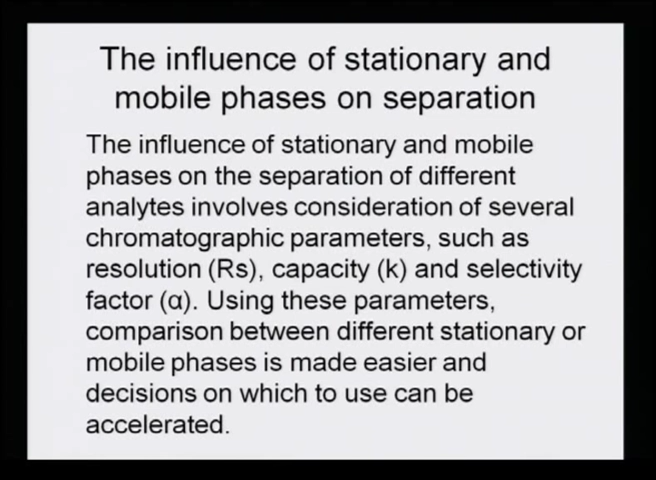 The influence of stationary and
mobile phases on separation
The influence of stationary and mobile
phases on the separation of different
analytes involves consideration of several
chromatographic parameters, such as
resolution (Rs), capacity (k) and selectivity
factor (α). Using these parameters,
comparison between different stationary or
mobile phases is made easier and
decisions on which to use can be
accelerated.